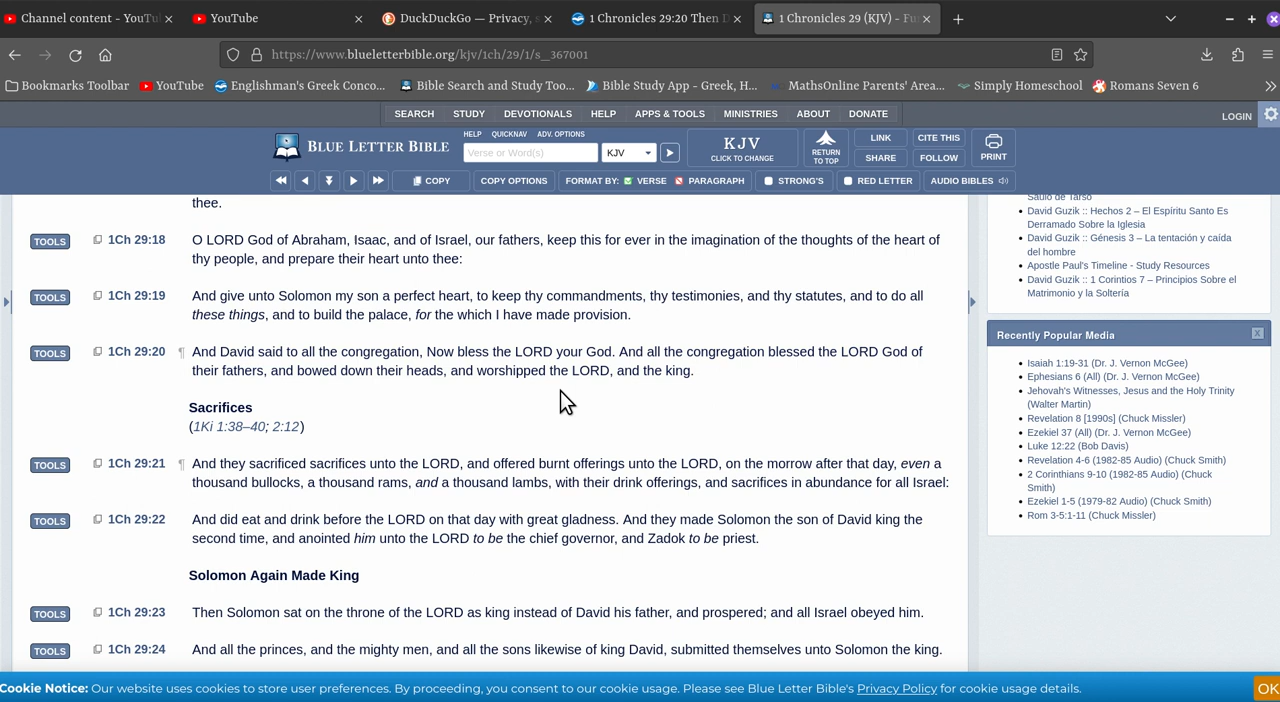 Channel content - YouTu
YouTube
DuckDuckGo — Privacy, s
1 Chronicles 29:20 Then D
1 Chronicles 29 (KJV) - Fu
https://www.blueletterbible.org/kjv/1ch/29/1/s_367001
Bookmarks Toolbar
YouTube
Englishman's Greek Conco...
Bible Search and Study Too...
Bible Study App - Greek, H...
MathsOnline Parents' Area...
Simply Homeschool
Romans Seven 6
SEARCH STUDY DEVOTIONALS HELP APPS & TOOLS MINISTRIES ABOUT DONATE
LOGIN
BLUE LETTER BIBLE
HELP QUICKNAV ADV. OPTIONS
Verse or Word(s)
KJV
KJV
CLICK TO CHANGE
RETURN
TO TOP
LINK
CITE THIS
SHARE
FOLLOW
PRINT
COPY
COPY OPTIONS
FORMAT BY: VERSE PARAGRAPH
STRONG'S
RED LETTER
AUDIO BIBLES
thee.
TOOLS 1Ch 29:18 O LORD God of Abraham, Isaac, and of Israel, our fathers, keep this for ever in the imagination of the thoughts of the heart of
thy people, and prepare their heart unto thee:
TOOLS 1Ch 29:19 And give unto Solomon my son a perfect heart, to keep thy commandments, thy testimonies, and thy statutes, and to do all
these things, and to build the palace, for the which I have made provision.
TOOLS 1Ch 29:20 ¶ And David said to all the congregation, Now bless the LORD your God. And all the congregation blessed the LORD God of
their fathers, and bowed down their heads, and worshipped the LORD, and the king.
Sacrifices
(1Ki 1:38–40; 2:12)
TOOLS 1Ch 29:21 ¶ And they sacrificed sacrifices unto the LORD, and offered burnt offerings unto the LORD, on the morrow after that day, even a
thousand bullocks, a thousand rams, and a thousand lambs, with their drink offerings, and sacrifices in abundance for all Israel:
TOOLS 1Ch 29:22 And did eat and drink before the LORD on that day with great gladness. And they made Solomon the son of David king the
second time, and anointed him unto the LORD to be the chief governor, and Zadok to be priest.
Solomon Again Made King
TOOLS 1Ch 29:23 Then Solomon sat on the throne of the LORD as king instead of David his father, and prospered; and all Israel obeyed him.
TOOLS 1Ch 29:24 And all the princes, and the mighty men, and all the sons likewise of king David, submitted themselves unto Solomon the king.
Saulo de Tarso
David Guzik :: Hechos 2 – El Espíritu Santo Es
Derramado Sobre la Iglesia
David Guzik :: Génesis 3 – La tentación y caída
del hombre
Apostle Paul's Timeline - Study Resources
David Guzik :: 1 Corintios 7 – Principios Sobre el
Matrimonio y la Soltería
Recently Popular Media
X
Isaiah 1:19-31 (Dr. J. Vernon McGee)
Ephesians 6 (All) (Dr. J. Vernon McGee)
Jehovah's Witnesses, Jesus and the Holy Trinity
(Walter Martin)
Revelation 8 [1990s] (Chuck Missler)
Ezekiel 37 (All) (Dr. J. Vernon McGee)
Luke 12:22 (Bob Davis)
Revelation 4-6 (1982-85 Audio) (Chuck Smith)
2 Corinthians 9-10 (1982-85 Audio) (Chuck
Smith)
Ezekiel 1-5 (1979-82 Audio) (Chuck Smith)
Rom 3-5:1-11 (Chuck Missler)
Cookie Notice: Our website uses cookies to store user preferences. By proceeding, you consent to our cookie usage. Please see Blue Letter Bible's Privacy Policy for cookie usage details.
OK